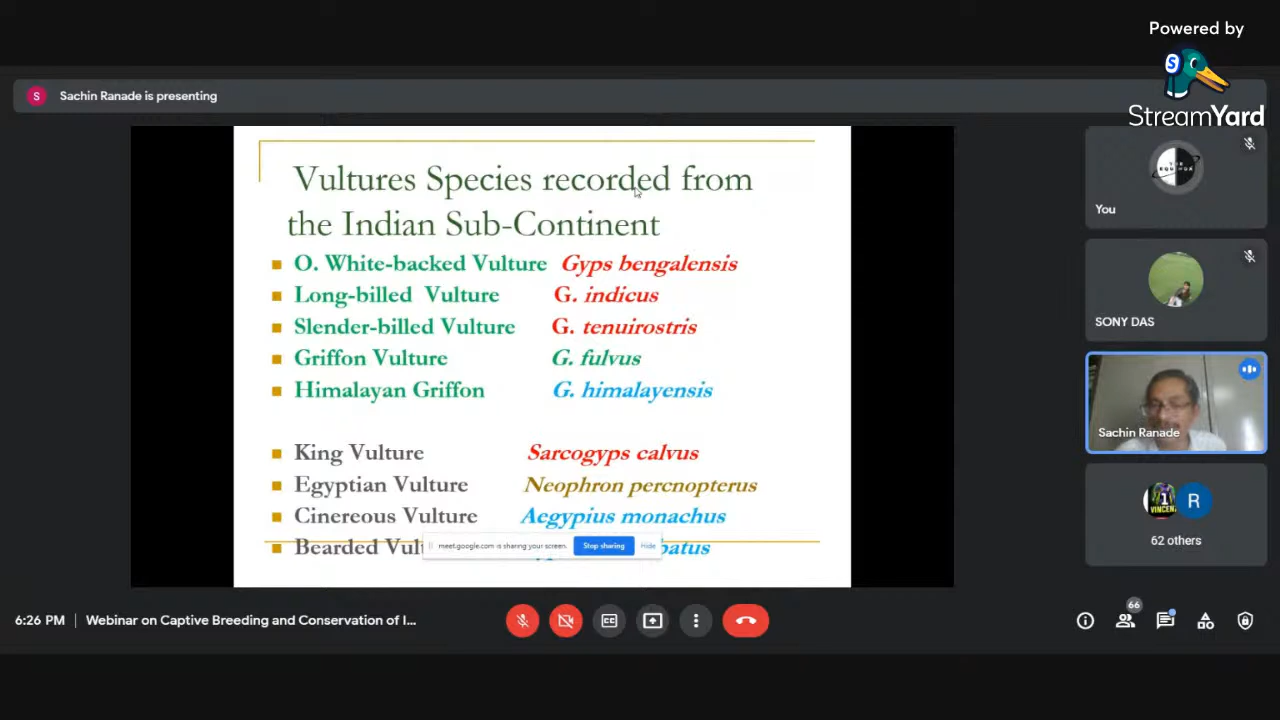 Powered by
StreamYard
S Sachin Ranade is presenting
Vultures Species recorded from
the Indian Sub-Continent
O. White-backed Vulture Gyps bengalensis
Long-billed Vulture G. indicus
Slender-billed Vulture G. tenuirostris
Griffon Vulture G. fulvus
Himalayan Griffon G. himalayensis
King Vulture Sarcogyps calvus
Egyptian Vulture Neophron percnopterus
Cinereous Vulture Aegypius monachus
Bearded
meet.google.com is sharing your screen. Stop sharing Hide
You
SONY DAS
Sachin Ranade
1 R
62 others
6:26 PM Webinar on Captive Breeding and Conservation of I...
66